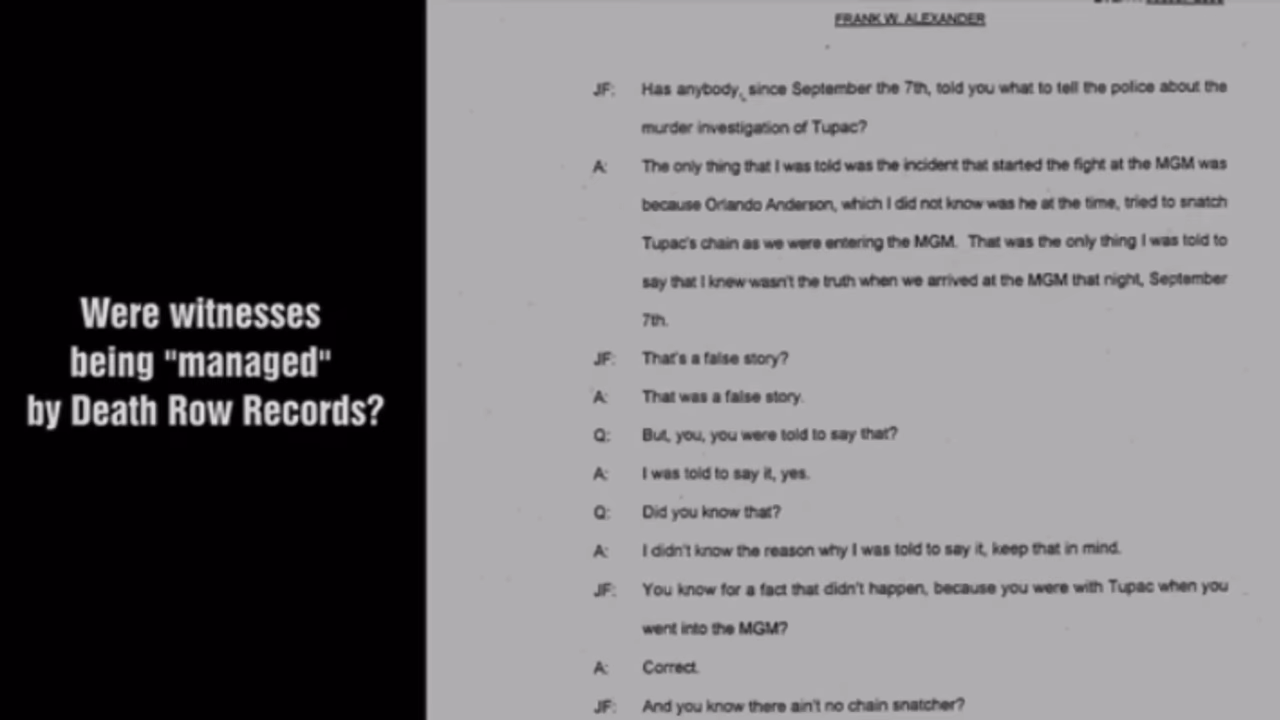 FRANK W. ALEXANDER
JF: Has anybody, since September the 7th, told you what to tell the police about the
murder investigation of Tupac?
A: The only thing that I was told was the incident that started the fight at the MGM was
because Orlando Anderson, which I did not know was he at the time, tried to snatch
Tupac's chain as we were entering the MGM. That was the only thing I was told to
say that I knew wasn't the truth when we arrived at the MGM that night, September
7th.
JF: That's a false story?
A: That was a false story.
Q: But, you, you were told to say that?
A: I was told to say it, yes.
Q: Did you know that?
A: I didn't know the reason why I was told to say it, keep that in mind.
JF: You know for a fact that didn't happen, because you were with Tupac when you
went into the MGM?
A: Correct.
JF: And you know there ain't no chain snatcher?
Were witnesses
being "managed"
by Death Row Records?